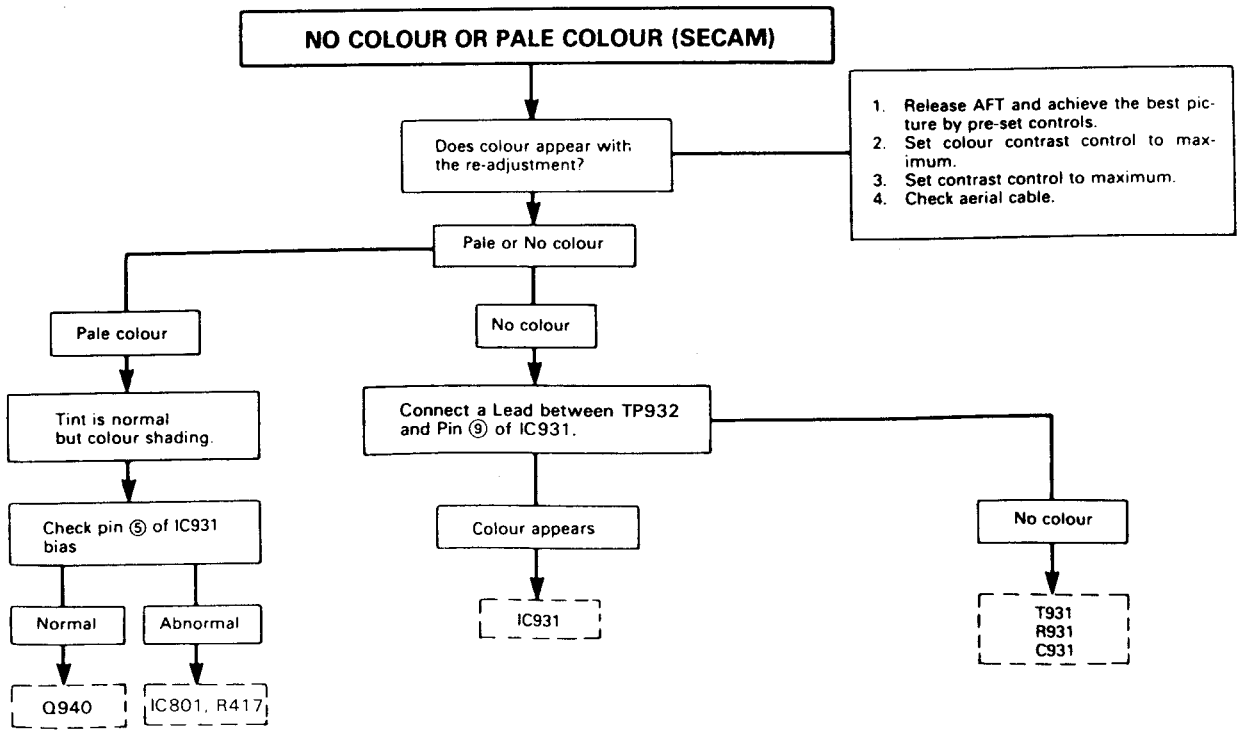 NO COLOUR OR PALE COLOUR (SECAM)
Does colour appear with
the re-adjustment?
1. Release AFT and achieve the best pic-
ture by pre-set controls.
2. Set colour contrast control to max-
imum.
3. Set contrast control to maximum.
4. Check aerial cable.
Pale or No colour
Pale colour
No colour
Tint is normal
but colour shading.
Connect a Lead between TP932
and Pin ⑨ of IC931.
Check pin ⑤ of IC931
bias
Colour appears
No colour
Normal
Abnormal
IC931
T931
R931
C931
Q940
IC801, R417